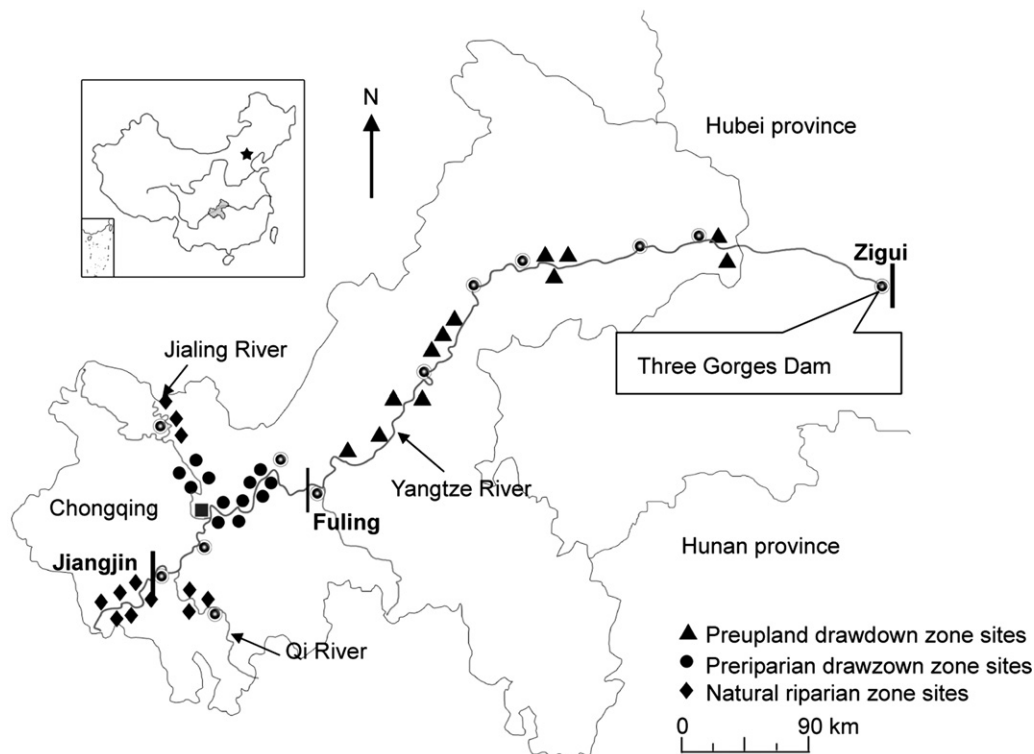 N
Hubei province
Zigui
Jialing River
Three Gorges Dam
Chongqing
Yangtze River
Fuling
Jiangjin
Hunan province
Qi River
Preupland drawdown zone sites
Preriparian drawzown zone sites
Natural riparian zone sites
0 90 km